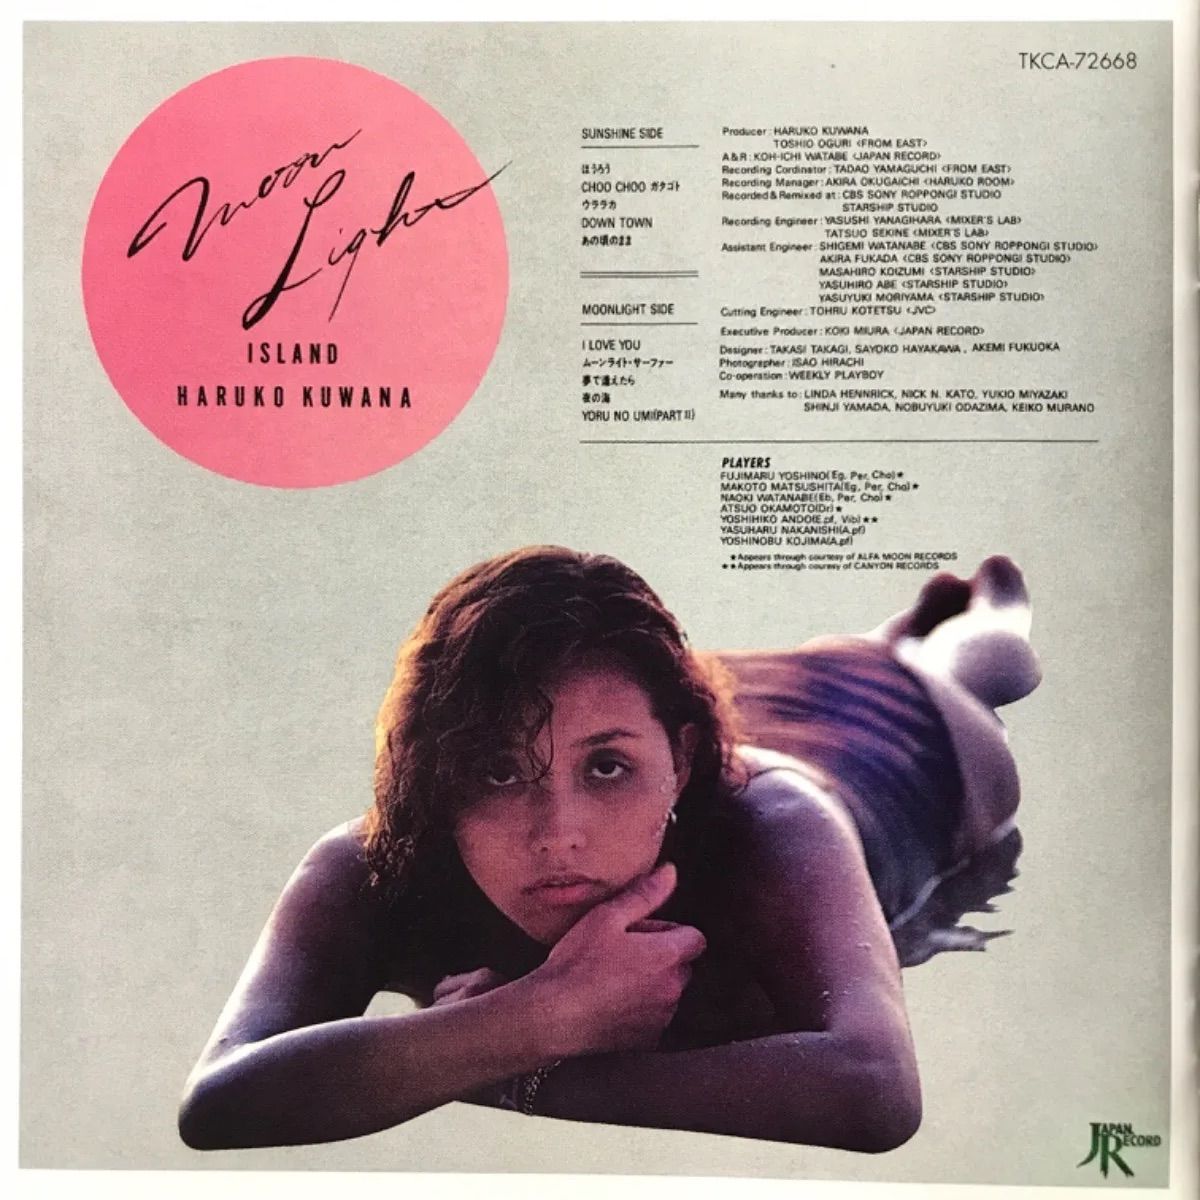 TKCA-72668
Moon
Light
ISLAND
HARUKO KUWANA
SUNSHINE SIDE
ほうろう
CHOO CHOO ガタゴト
ウララカ
DOWN TOWN
あの頃のまま
MOONLIGHT SIDE
I LOVE YOU
ムーンライト・サーファー
夢で逢えたら
夜の海
YORU NO UMI(PART II)
Producer : HARUKO KUWANA
TOSHIO OGURI <FROM EAST>
A & R : KOH-ICHI WATABE <JAPAN RECORD>
Recording Cordinator : TADAO YAMAGUCHI <FROM EAST>
Recording Manager : AKIRA OKUGAICHI <HARUKO ROOM>
Recorded & Remixed at : CBS SONY ROPPONGI STUDIO
STARSHIP STUDIO
Recording Engineer : YASUSHI YANAGIHARA <MIXER'S LAB>
TATSUO SEKINE <MIXER'S LAB>
Assistant Engineer : SHIGEMI WATANABE <CBS SONY ROPPONGI STUDIO>
AKIRA FUKADA <CBS SONY ROPPONGI STUDIO>
MASAHIRO KOIZUMI <STARSHIP STUDIO>
YASUHIRO ABE <STARSHIP STUDIO>
YASUYUKI MORIYAMA <STARSHIP STUDIO>
Cutting Engineer : TOHRU KOTETSU <JVC>
Executive Producer : KOKI MIURA <JAPAN RECORD>
Designer : TAKASI TAKAGI, SAYOKO HAYAKAWA , AKEMI FUKUOKA
Photographer : ISAO HIRACHI
Co-operation : WEEKLY PLAYBOY
Many thanks to : LINDA HENNRICK, NICK N. KATO, YUKIO MIYAZAKI
SHINJI YAMADA, NOBUYUKI ODAZIMA, KEIKO MURANO
PLAYERS
FUJIMARU YOSHINO(Eg, Per, Cho)★
MAKOTO MATSUSHITA(Eg, Per, Cho)★
NAOKI WATANABE(Eb, Per, Cho)★
ATSUO OKAMOTO(Dr)★
YOSHIHIKO ANDO(E.pf, Vib)★★
YASUHARU NAKANISHI(A.pf)
YOSHINOBU KOJIMA(A.pf)
★Appears through courtesy of ALFA MOON RECORDS
★★Appears through couresy of CANYON RECORDS
JAPAN RECORD